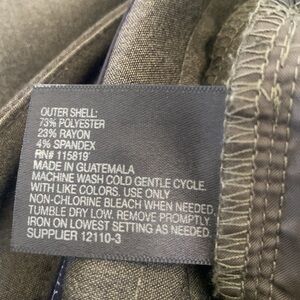 OUTER SHELL:
73% POLYESTER
23% RAYON
4% SPANDEX
RN# 115819
MADE IN GUATEMALA
MACHINE WASH COLD GENTLE CYCLE
WITH LIKE COLORS. USE ONLY
NON-CHLORINE BLEACH WHEN NEEDED.
TUMBLE DRY LOW. REMOVE PROMPTLY
IRON ON LOWEST SETTING AS NEEDED
SUPPLIER 12110-3